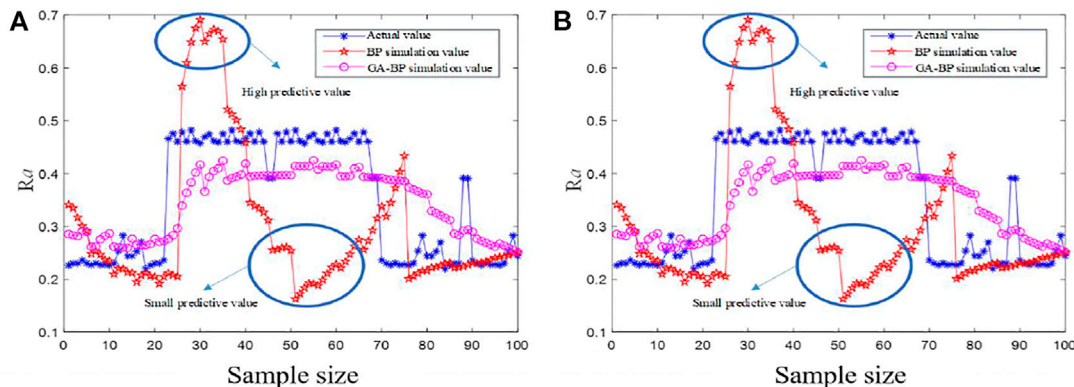 A
0.7
0.6
0.5
0.4
0.3
0.2
0.1
Ra
Actual value
BP simulation value
GA-BP simulation value
High predictive value
Small predictive value
0 10 20 30 40 50 60 70 80 90 100
Sample size
B
0.7
0.6
0.5
0.4
0.3
0.2
0.1
Ra
Actual value
BP simulation value
GA-BP simulation value
High predictive value
Small predictive value
0 10 20 30 40 50 60 70 80 90 100
Sample size